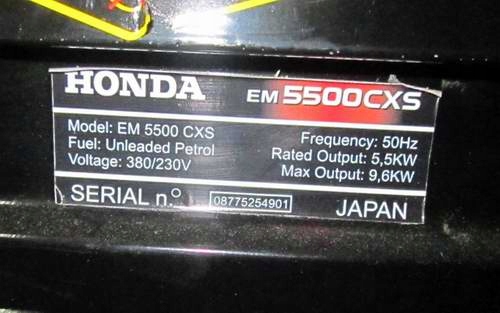 HONDA EM 5500CXS
Model: EM 5500 CXS
Fuel: Unleaded Petrol
Voltage: 380/230V
Frequency: 50Hz
Rated Output: 5,5KW
Max Output: 9,6KW
SERIAL n.º 08775254901 JAPAN